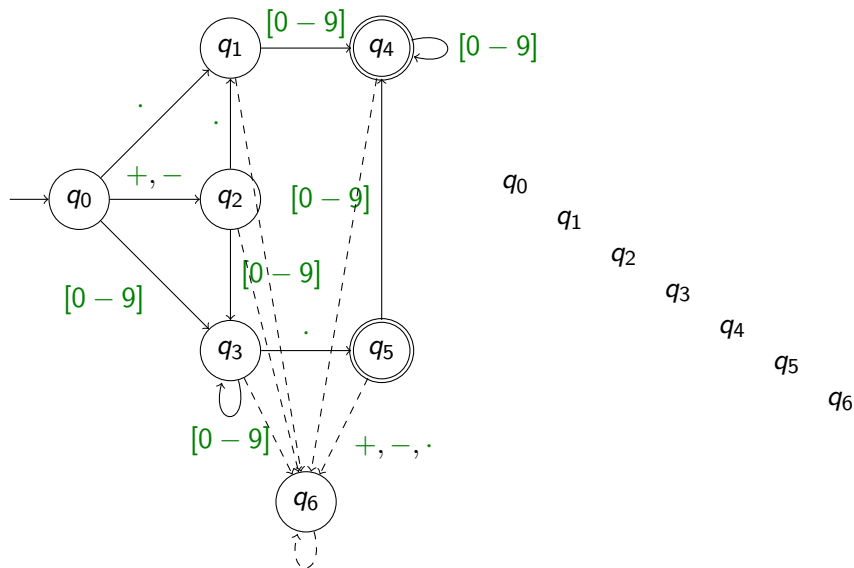 q1 [0 − 9] q4 [0 − 9]
·
·
q0 +, − q2 [0 − 9] q0
q1
q2
[0 − 9] [0 − 9]
q3
·
q3 q5 q4
q5
q6
[0 − 9] +, −, ·
q6